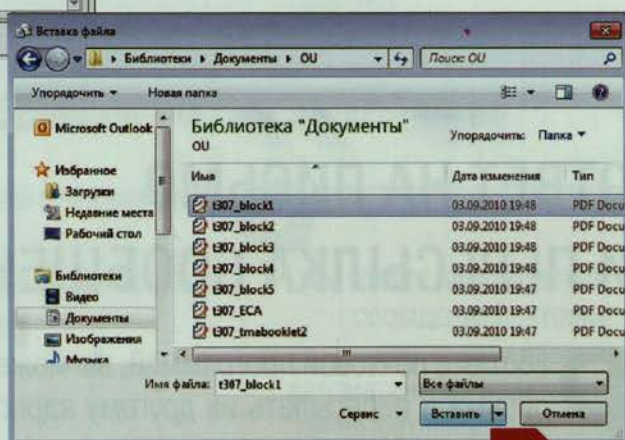 Вставка файла
Библиотеки ▸ Документы ▸ OU
Поиск: OU
Упорядочить
Новая папка
Microsoft Outlook
Избранное
Загрузки
Недавние места
Рабочий стол
Библиотеки
Видео
Документы
Изображения
Музыка
Библиотека "Документы"
OU
Упорядочить: Папка
Имя Дата изменения Тип
t307_block1 03.09.2010 19:48 PDF Docu
t307_block2 03.09.2010 19:48 PDF Docu
t307_block3 03.09.2010 19:48 PDF Docu
t307_block4 03.09.2010 19:48 PDF Docu
t307_block5 03.09.2010 19:47 PDF Docu
t307_ECA 03.09.2010 19:47 PDF Docu
t307_tmabooklet2 03.09.2010 19:47 PDF Docu
Имя файла: t307_block1
Все файлы
Сервис
Вставить
Отмена